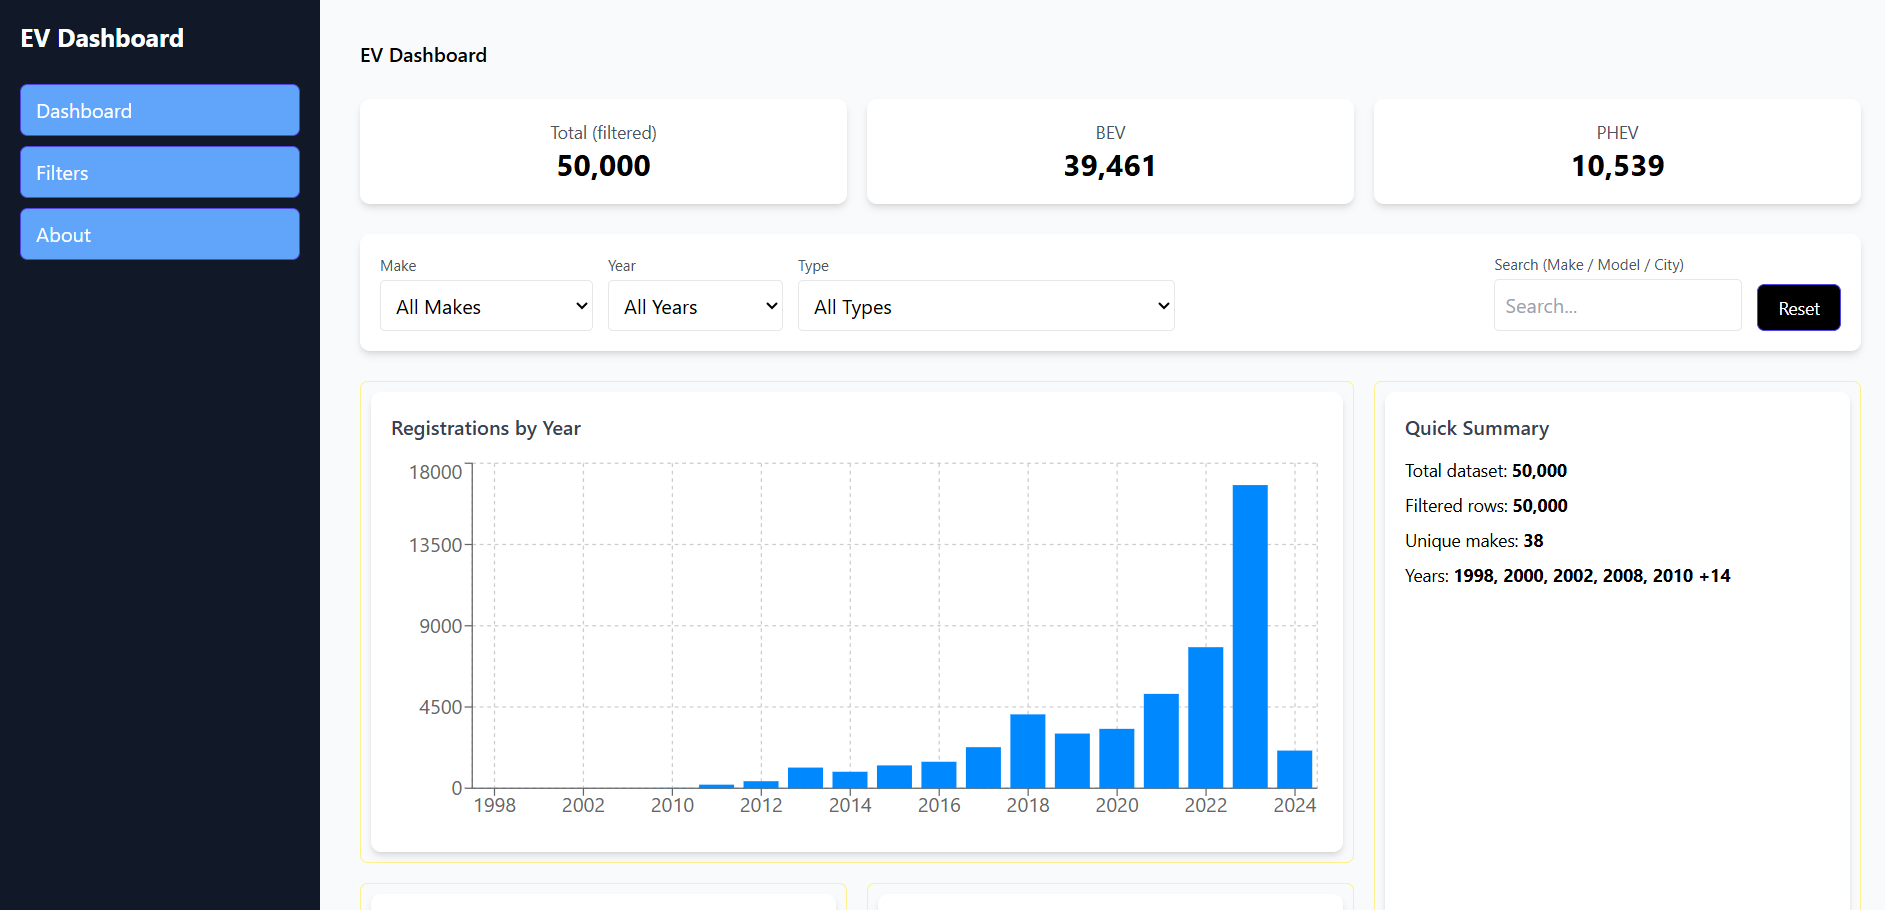 EV Dashboard
Dashboard
Filters
About
EV Dashboard
Total (filtered)
50,000
BEV
39,461
PHEV
10,539
Make
All Makes
Year
All Years
Type
All Types
Search (Make / Model / City)
Search...
Reset
Registrations by Year
18000
13500
9000
4500
0
1998 2002 2010 2012 2014 2016 2018 2020 2022 2024
Quick Summary
Total dataset: 50,000
Filtered rows: 50,000
Unique makes: 38
Years: 1998, 2000, 2002, 2008, 2010 +14